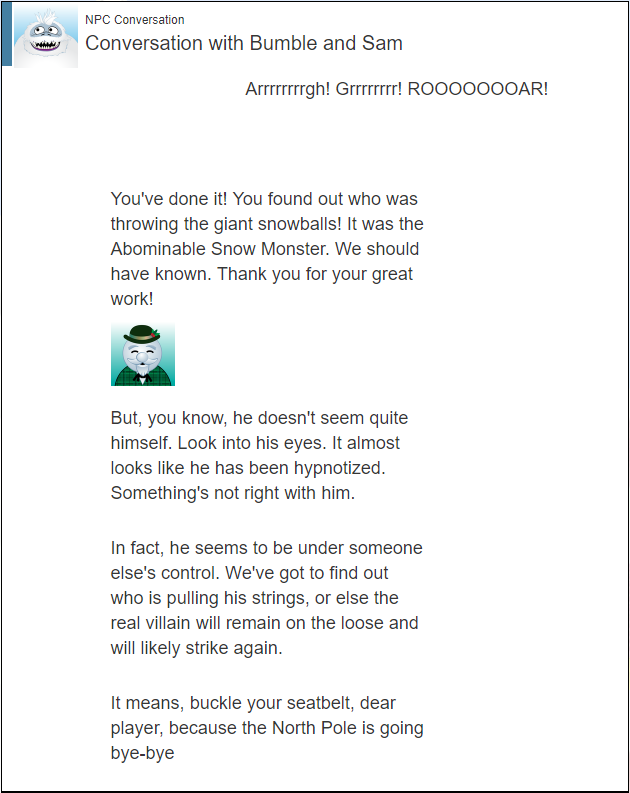 NPC Conversation
Conversation with Bumble and Sam
Arrrrrrrrgh! Grrrrrrrr! ROOOOOOOAR!
You've done it! You found out who was
throwing the giant snowballs! It was the
Abominable Snow Monster. We should
have known. Thank you for your great
work!
But, you know, he doesn't seem quite
himself. Look into his eyes. It almost
looks like he has been hypnotized.
Something's not right with him.
In fact, he seems to be under someone
else's control. We've got to find out
who is pulling his strings, or else the
real villain will remain on the loose and
will likely strike again.
It means, buckle your seatbelt, dear
player, because the North Pole is going
bye-bye